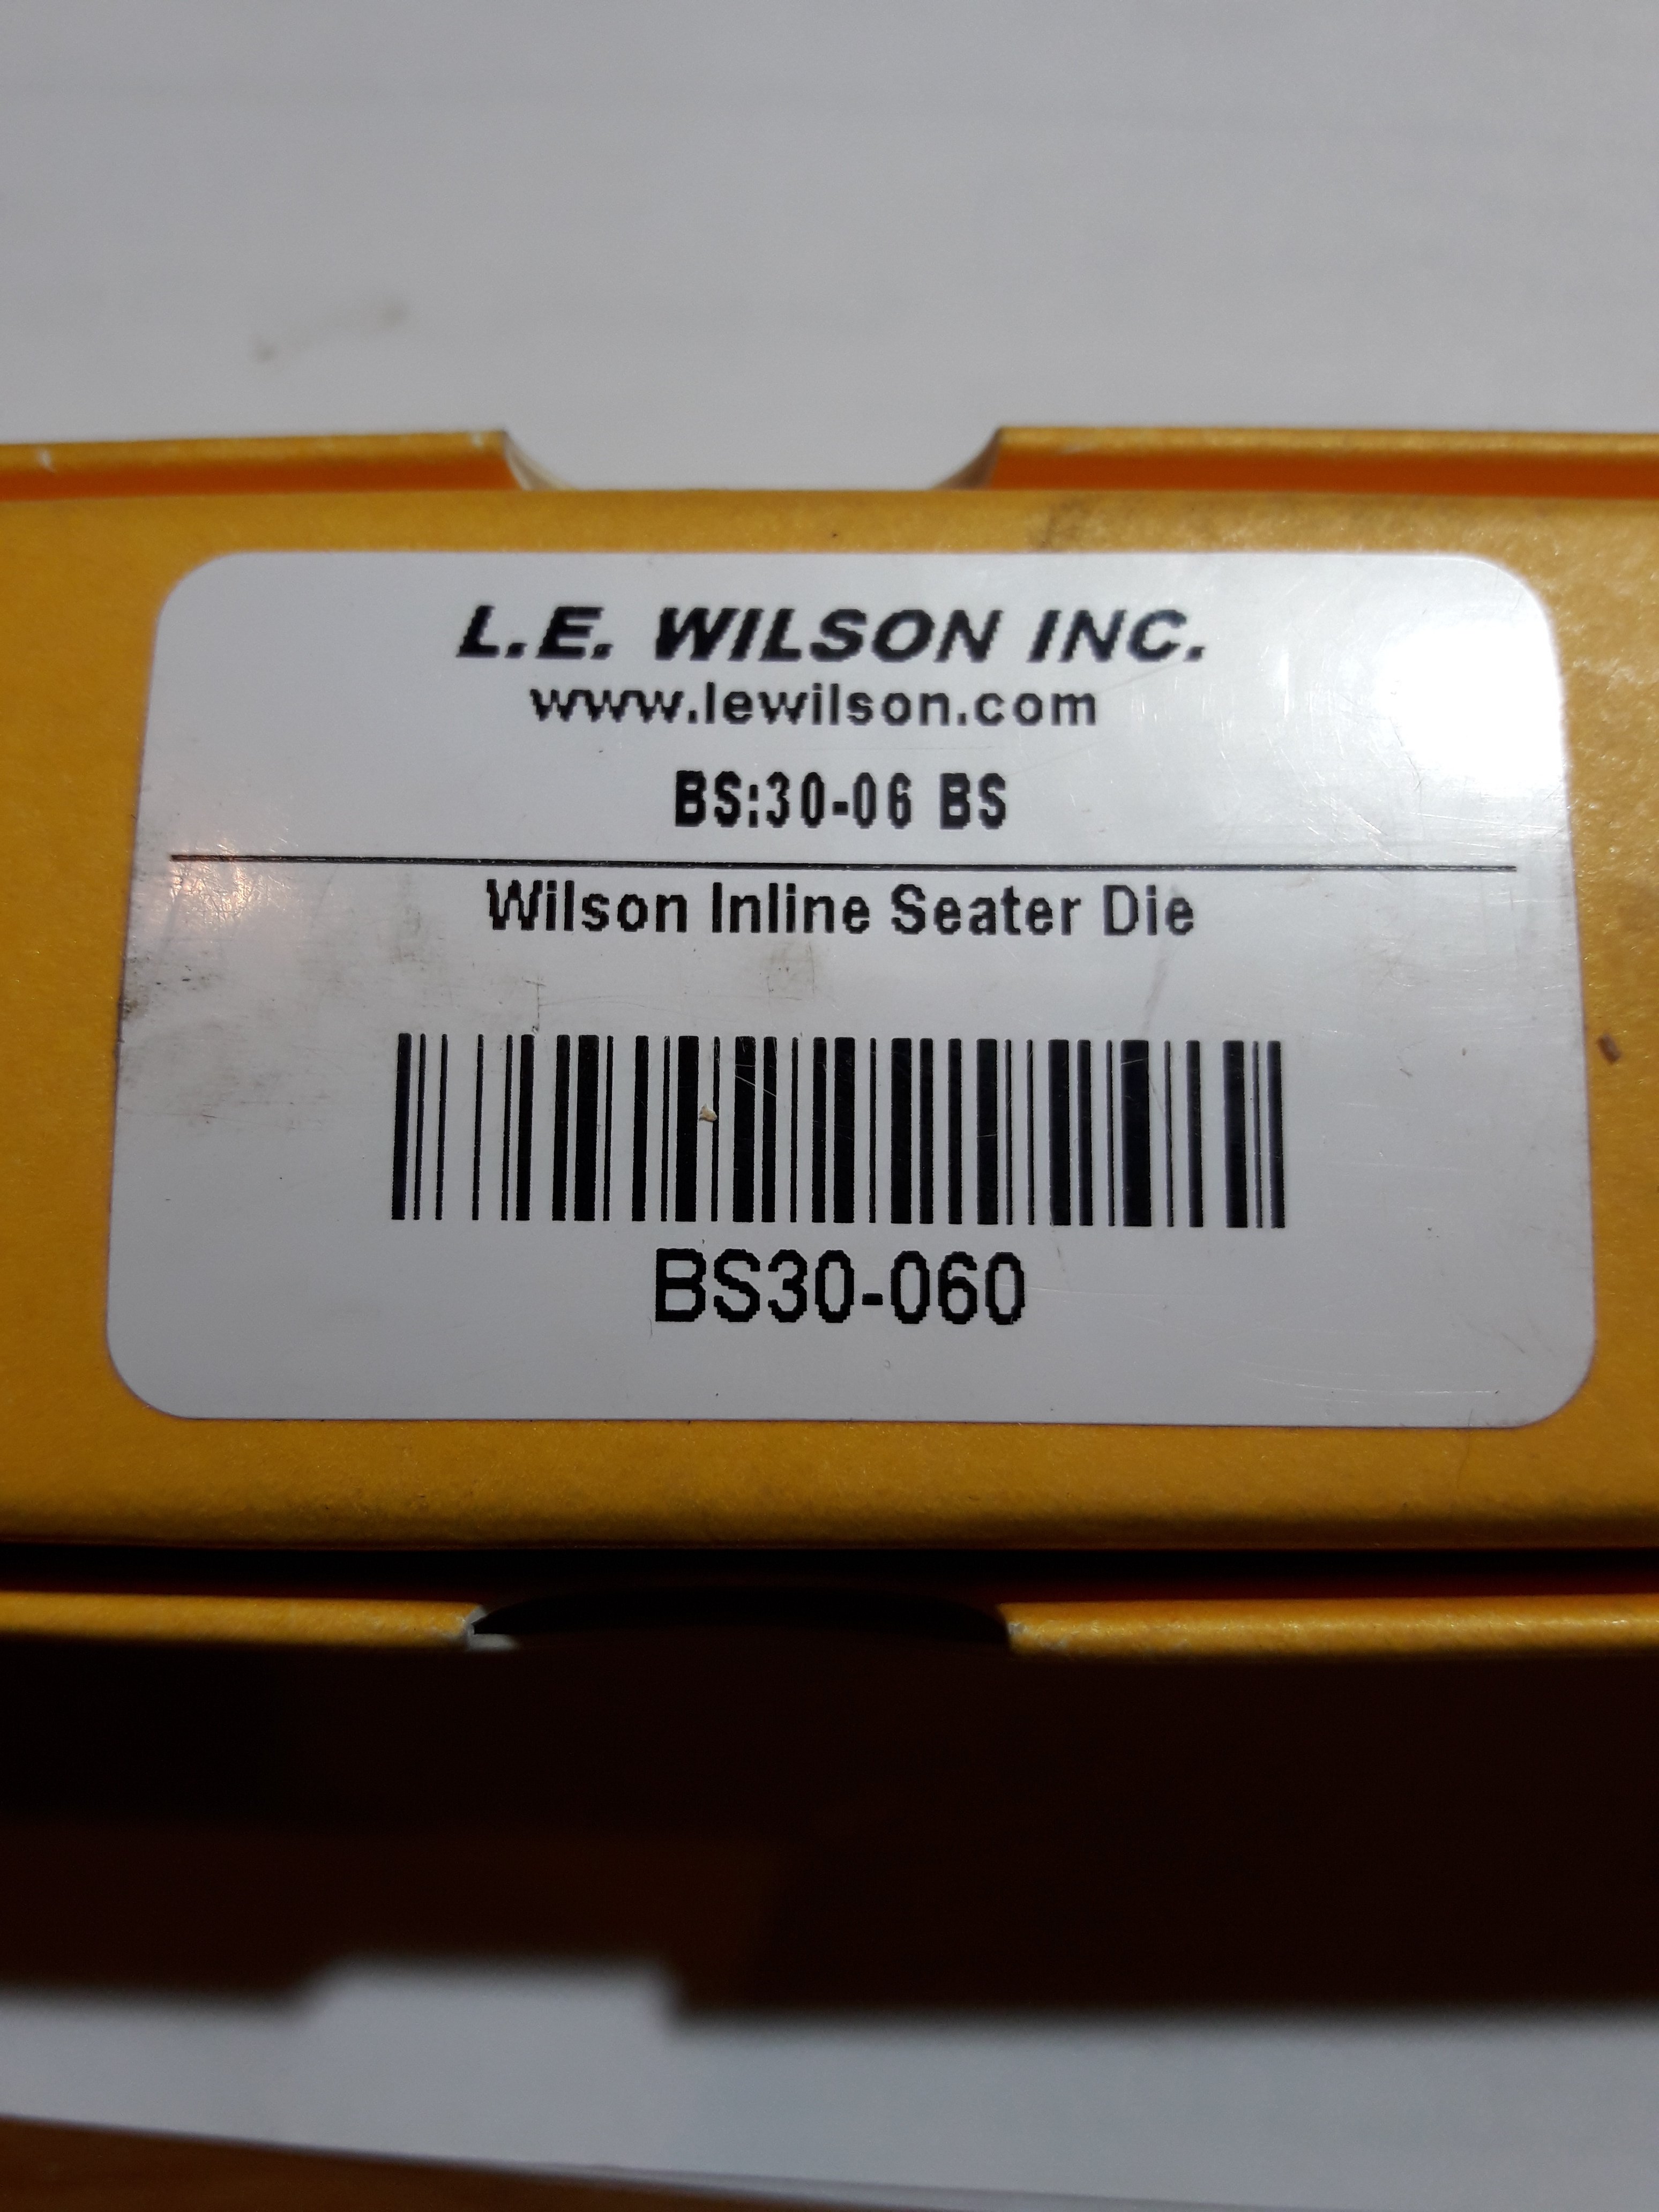 L.E. WILSON INC.
www.lewilson.com
BS:30-06 BS
Wilson Inline Seater Die
BS30-060